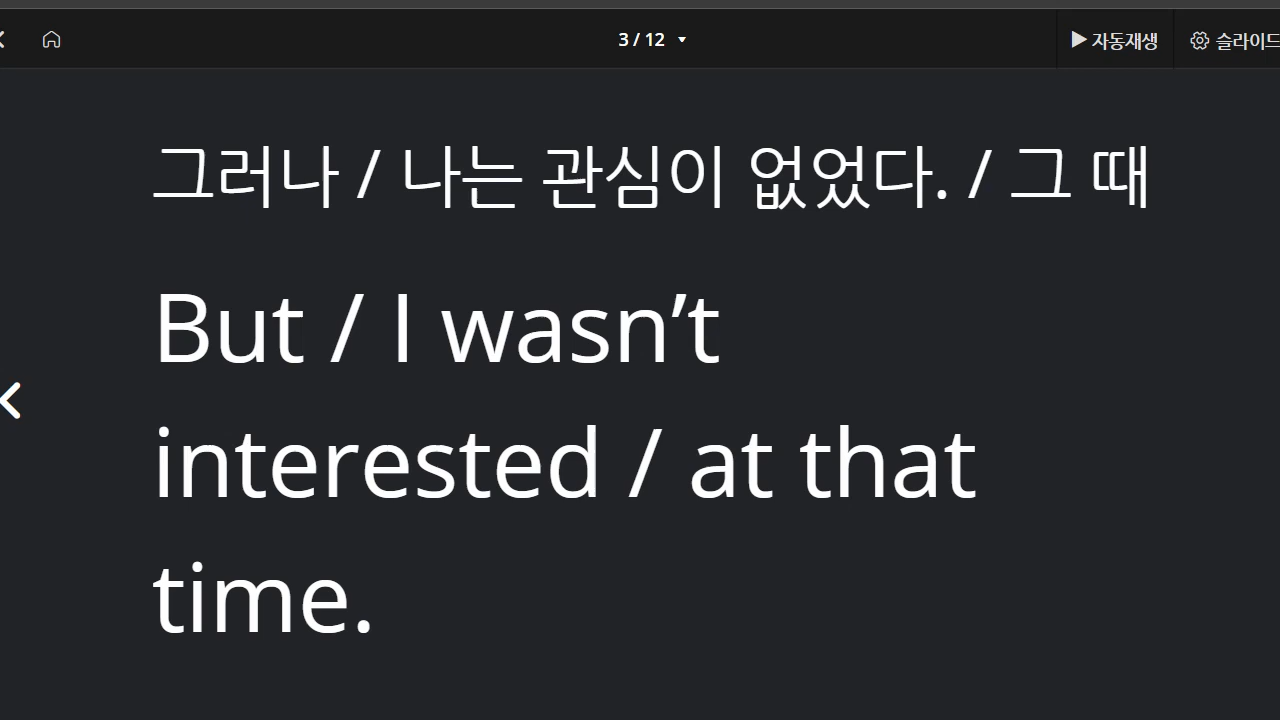 3 / 12
자동재생
슬라이드
그러나 / 나는 관심이 없었다. / 그 때
But / I wasn’t
interested / at that
time.